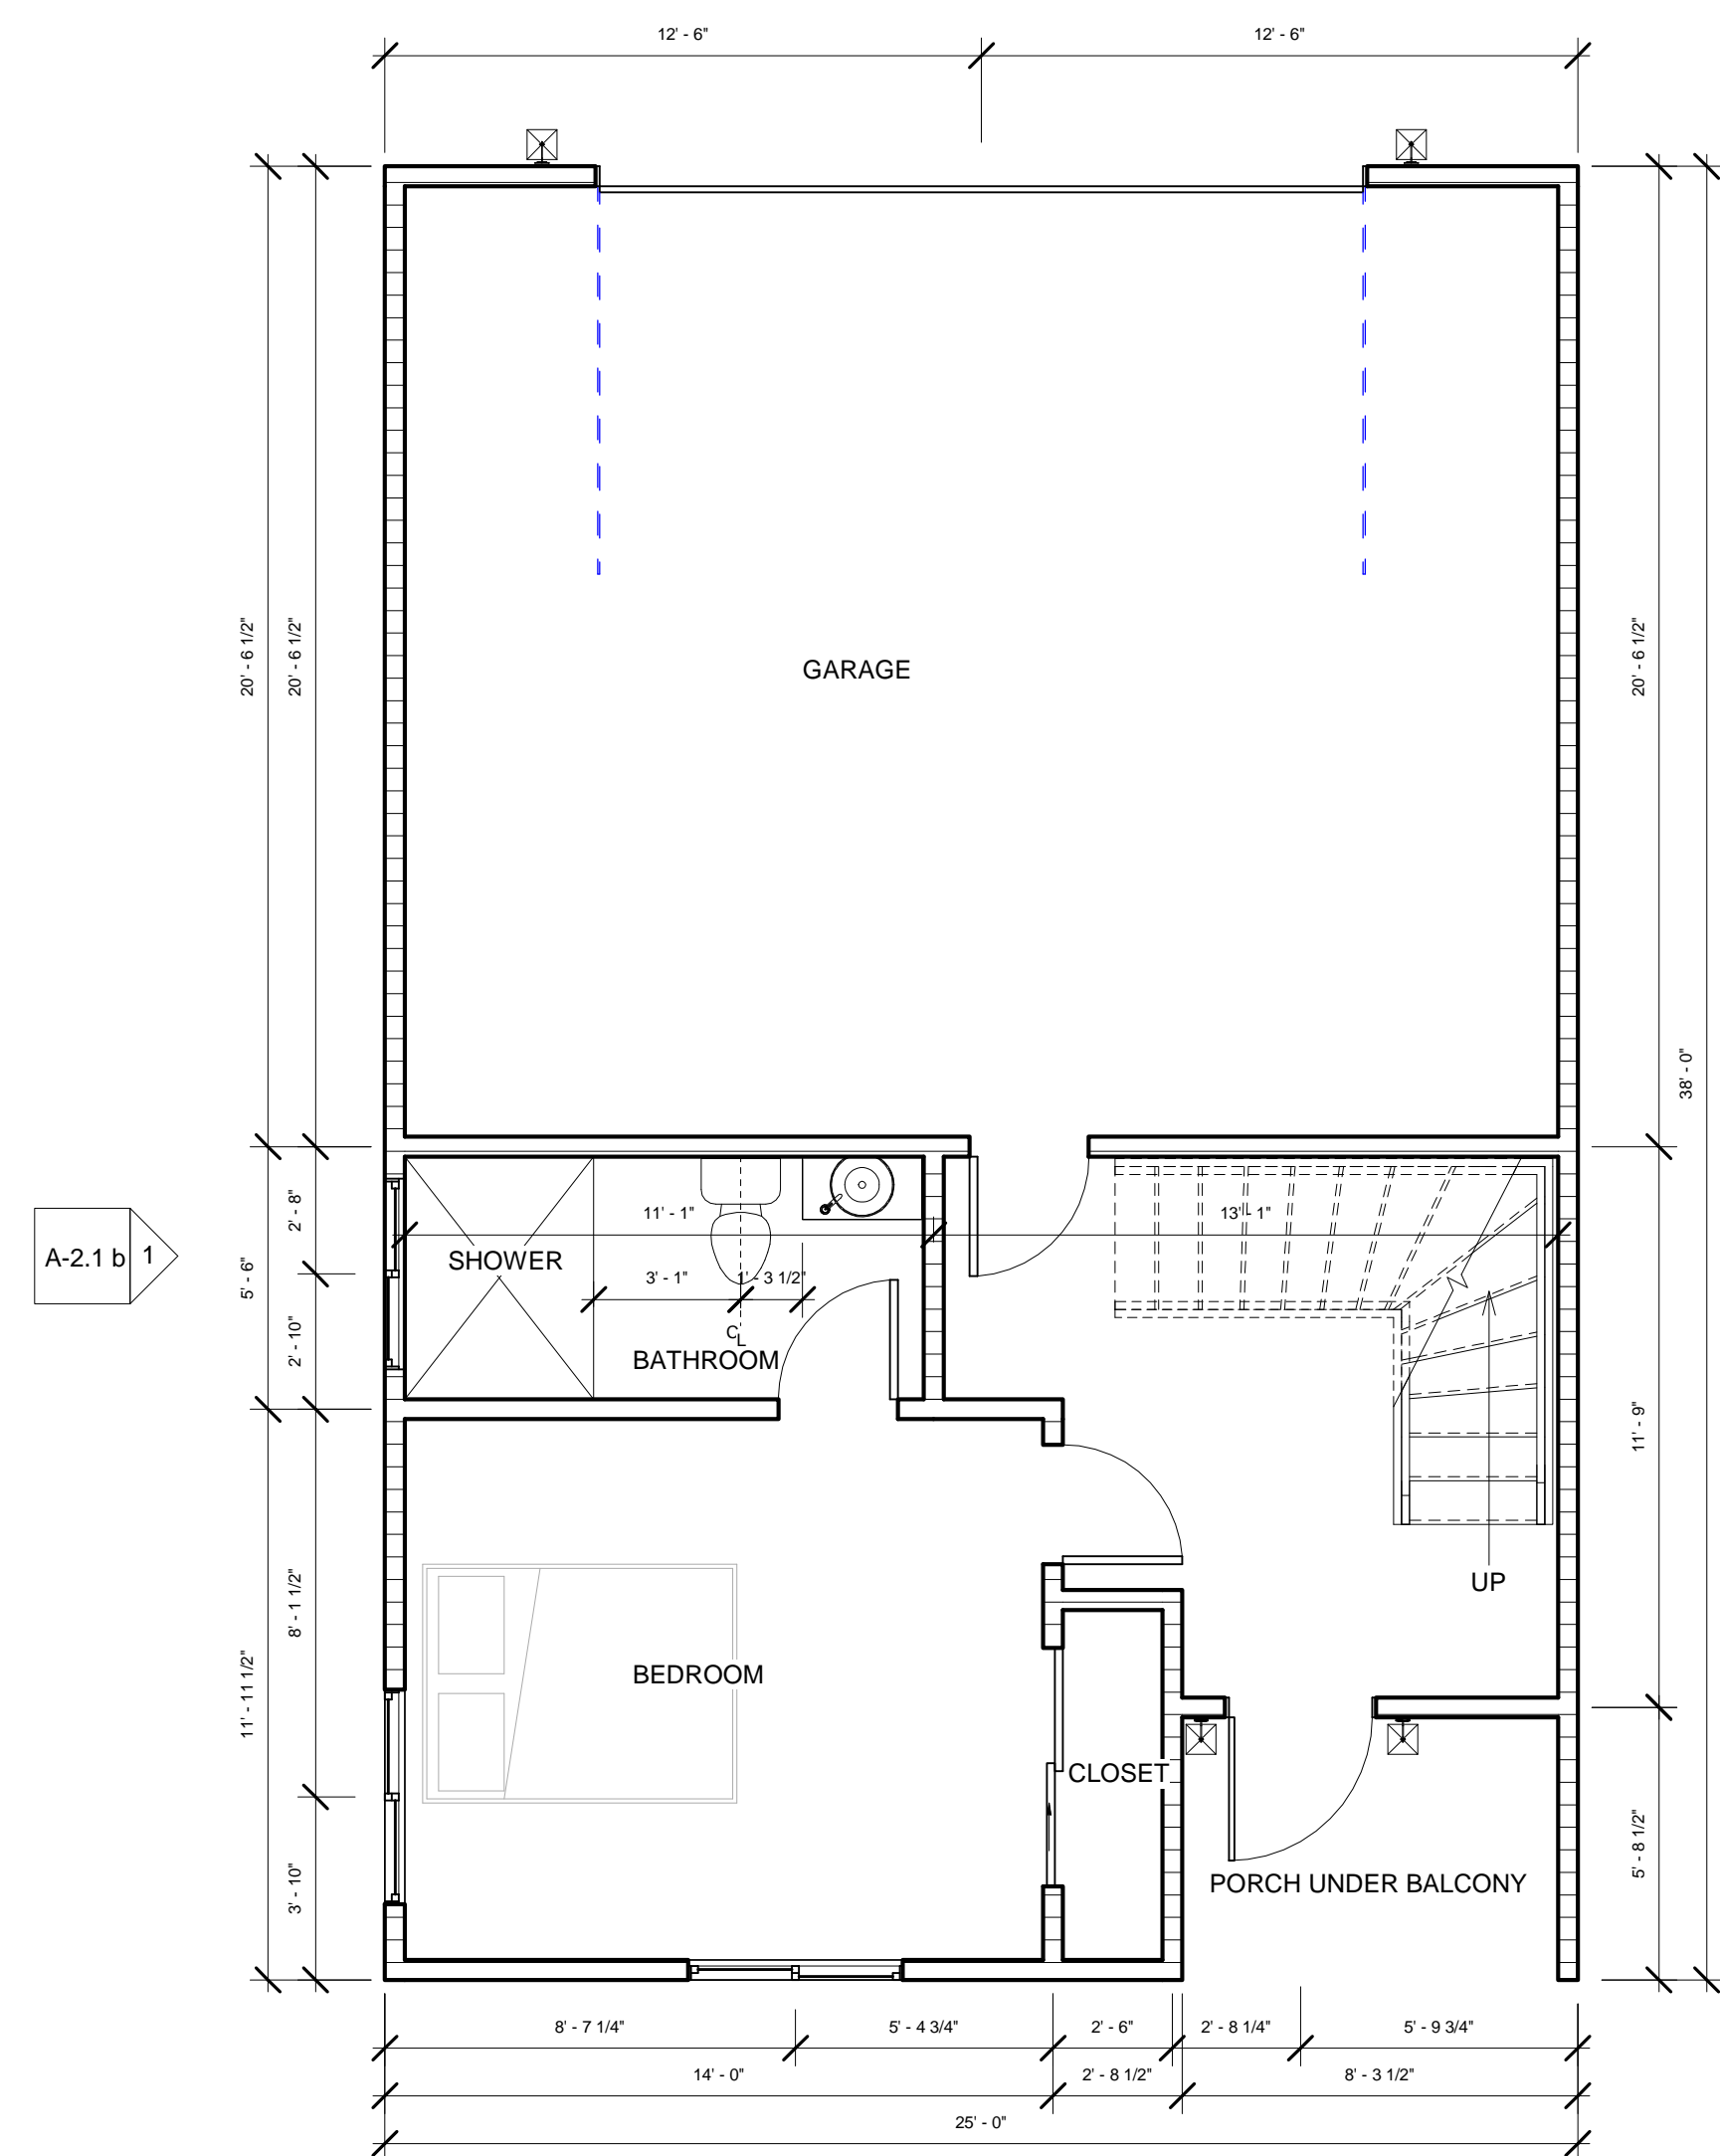 12' - 6" 12' - 6"
20' - 6 1/2" 20' - 6 1/2" 20' - 6 1/2"
GARAGE
38' - 0"
2' - 8"
11' - 1" 13' - 1"
A-2.1 b 1
SHOWER
5' - 6"
3' - 1" 1' - 3 1/2"
2' - 10"
CL
BATHROOM
11' - 9"
UP
8' - 1 1/2"
BEDROOM
11' - 11 1/2"
CLOSET
5' - 8 1/2"
PORCH UNDER BALCONY
3' - 10"
8' - 7 1/4" 5' - 4 3/4" 2' - 6" 2' - 8 1/4" 5' - 9 3/4"
14' - 0" 2' - 8 1/2" 8' - 3 1/2"
25' - 0"